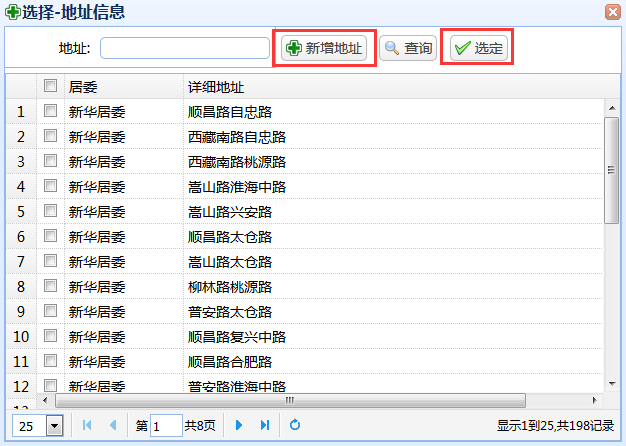 选择-地址信息
地址: 新增地址 查询 选定
居委 详细地址
1 新华居委 顺昌路自忠路
2 新华居委 西藏南路自忠路
3 新华居委 西藏南路桃源路
4 新华居委 嵩山路淮海中路
5 新华居委 嵩山路兴安路
6 新华居委 顺昌路太仓路
7 新华居委 嵩山路太仓路
8 新华居委 柳林路桃源路
9 新华居委 普安路太仓路
10 新华居委 顺昌路复兴中路
11 新华居委 顺昌路合肥路
12 新华居委 普安路淮海中路
25 第 1 共8页 显示1到25,共198记录